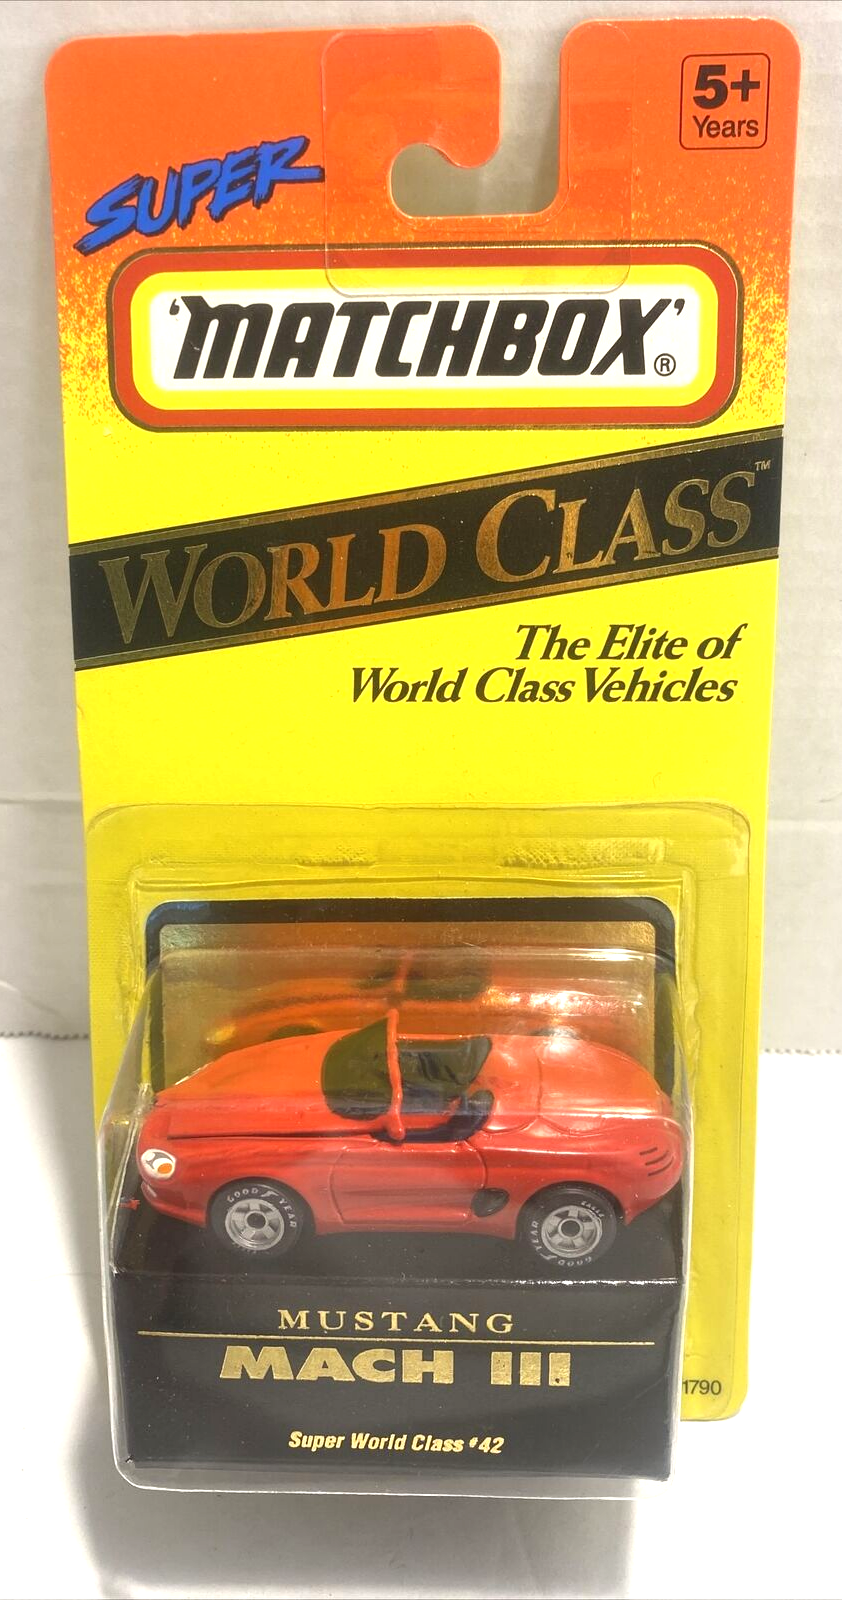 5+
Years
SUPER
'MATCHBOX'®
WORLD CLASS™
The Elite of
World Class Vehicles
GOOD YEAR
EAGLE
GOOD YEAR
1790
MUSTANG
MACH III
Super World Class #42